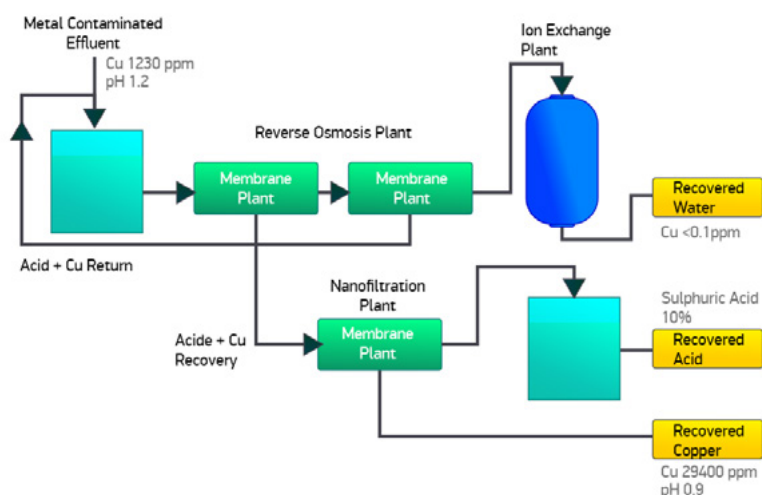 Metal Contaminated
Effluent
Cu 1230 ppm
pH 1.2
Ion Exchange
Plant
Reverse Osmosis Plant
Membrane
Plant
Membrane
Plant
Recovered
Water
Cu <0.1ppm
Acid + Cu Return
Nanofiltration
Plant
Acide + Cu
Recovery
Membrane
Plant
Sulphuric Acid
10%
Recovered
Acid
Recovered
Copper
Cu 29400 ppm
pH 0.9